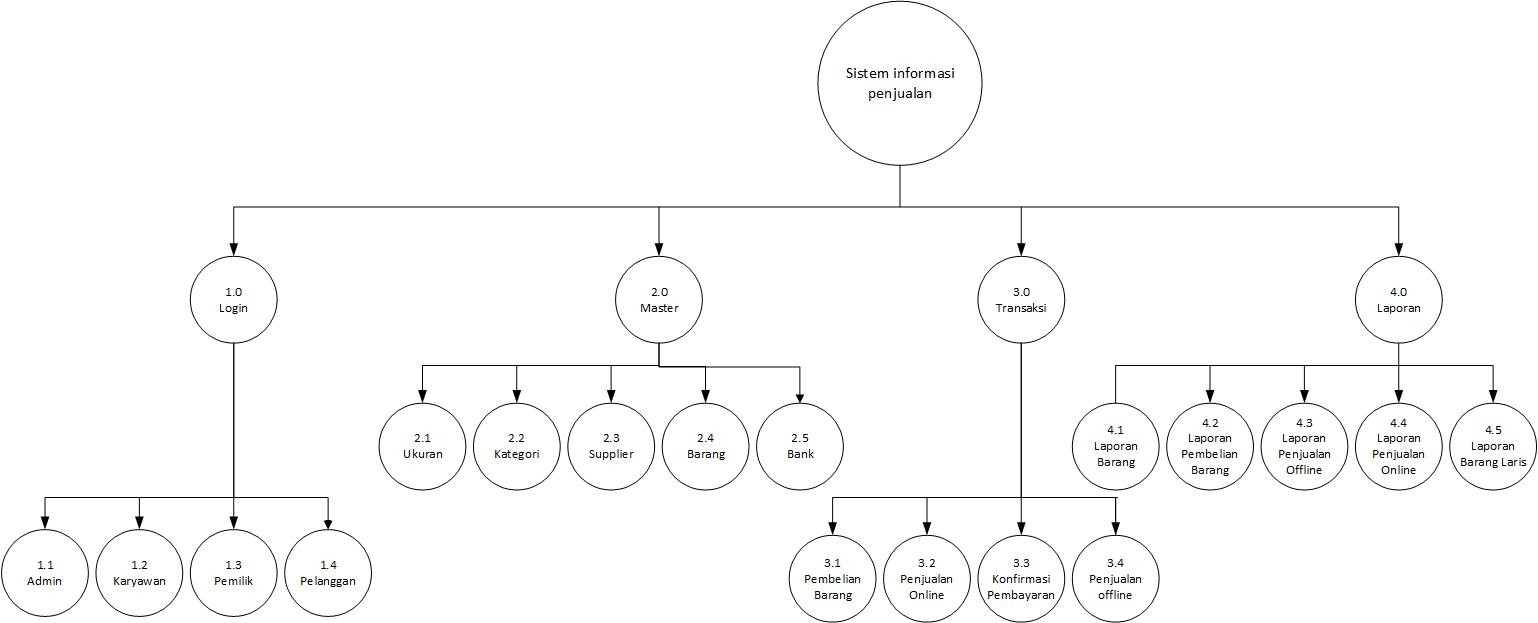 Sistem informasi
penjualan
1.0
Login
2.0
Master
3.0
Transaksi
4.0
Laporan
2.1
Ukuran
2.2
Kategori
2.3
Supplier
2.4
Barang
2.5
Bank
4.1
Laporan
Barang
4.2
Laporan
Pembelian
Barang
4.3
Laporan
Penjualan
Offline
4.4
Laporan
Penjualan
Online
4.5
Laporan
Barang Laris
1.1
Admin
1.2
Karyawan
1.3
Pemilik
1.4
Pelanggan
3.1
Pembelian
Barang
3.2
Penjualan
Online
3.3
Konfirmasi
Pembayaran
3.4
Penjualan
offline